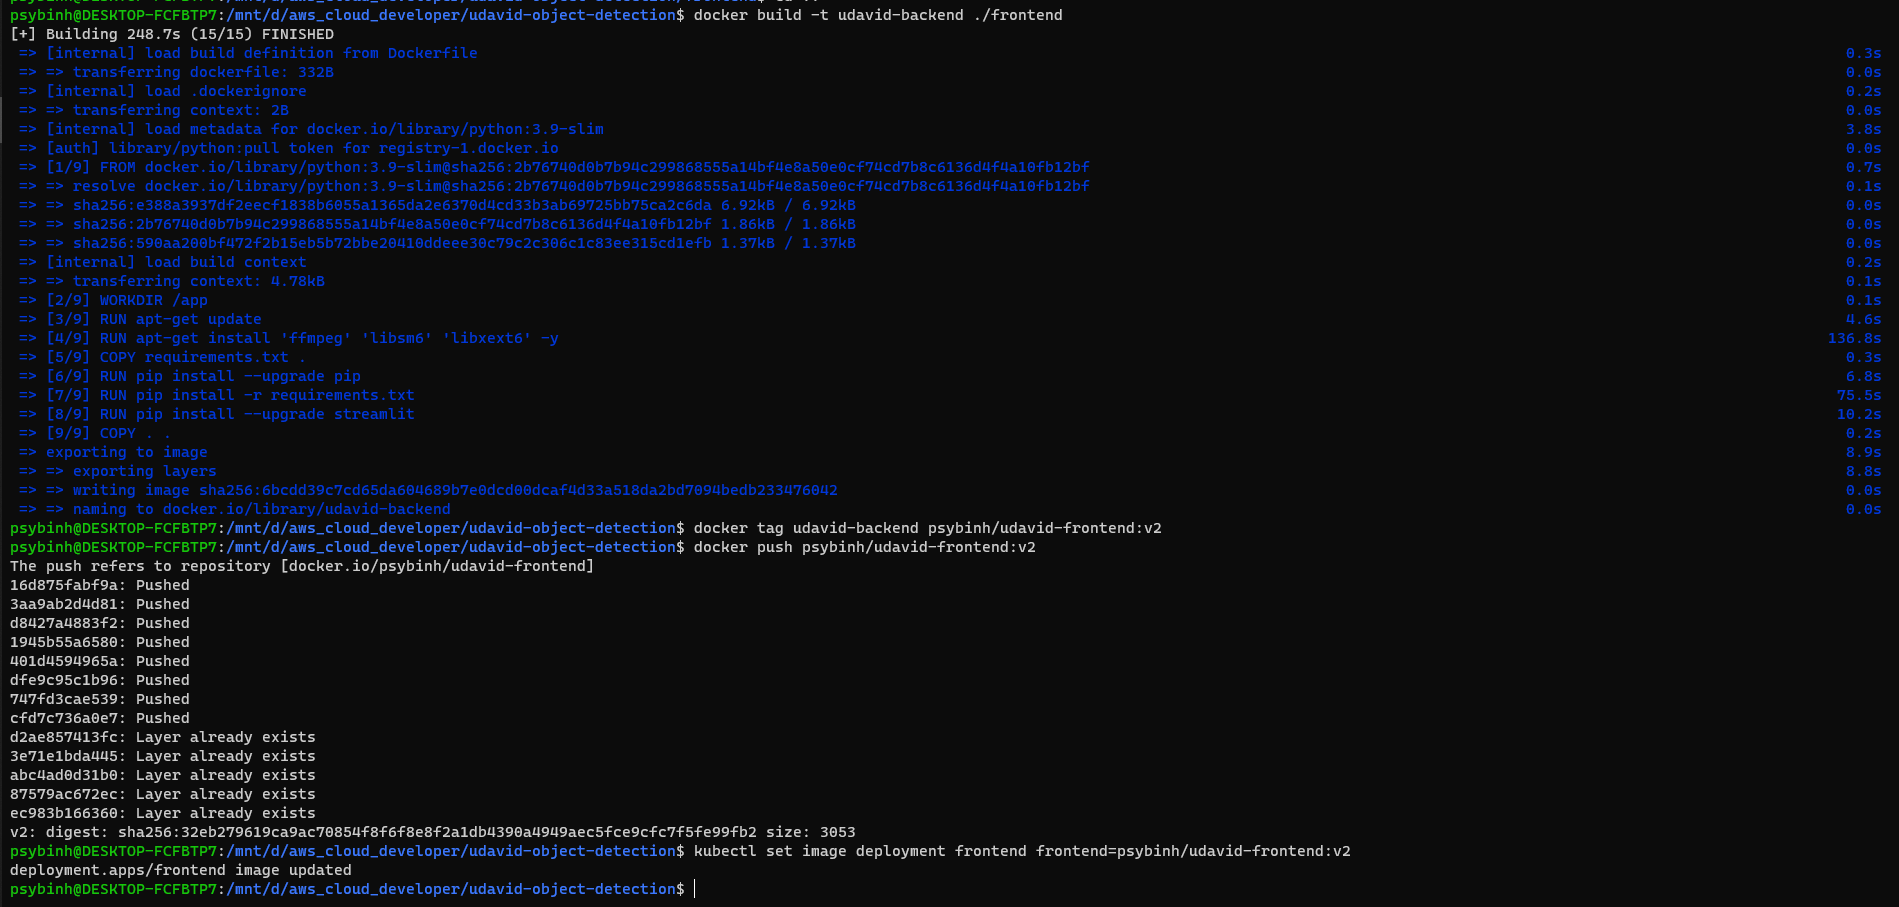 psybinh@DESKTOP-FCFBTP7:/mnt/d/aws_cloud_developer/udavid-object-detection$ docker build -t udavid-backend ./frontend
[+] Building 248.7s (15/15) FINISHED
=> [internal] load build definition from Dockerfile 0.3s
=> => transferring dockerfile: 332B 0.0s
=> [internal] load .dockerignore 0.2s
=> => transferring context: 2B 0.0s
=> [internal] load metadata for docker.io/library/python:3.9-slim 3.8s
=> [auth] library/python:pull token for registry-1.docker.io 0.0s
=> [1/9] FROM docker.io/library/python:3.9-slim@sha256:2b76740d0b7b94c299868555a14bf4e8a50e0cf74cd7b8c6136d4f4a10fb12bf 0.7s
=> => resolve docker.io/library/python:3.9-slim@sha256:2b76740d0b7b94c299868555a14bf4e8a50e0cf74cd7b8c6136d4f4a10fb12bf 0.1s
=> => sha256:e388a3937df2eecf1838b6055a1365da2e6370d4cd33b3ab69725bb75ca2c6da 6.92kB / 6.92kB 0.0s
=> => sha256:2b76740d0b7b94c299868555a14bf4e8a50e0cf74cd7b8c6136d4f4a10fb12bf 1.86kB / 1.86kB 0.0s
=> => sha256:590aa200bf472f2b15eb5b72bbe20410ddeee30c79c2c306c1c83ee315cd1efb 1.37kB / 1.37kB 0.0s
=> [internal] load build context 0.2s
=> => transferring context: 4.78kB 0.1s
=> [2/9] WORKDIR /app 0.1s
=> [3/9] RUN apt-get update 4.6s
=> [4/9] RUN apt-get install 'ffmpeg' 'libsm6' 'libxext6' -y 136.8s
=> [5/9] COPY requirements.txt . 0.3s
=> [6/9] RUN pip install --upgrade pip 6.8s
=> [7/9] RUN pip install -r requirements.txt 75.5s
=> [8/9] RUN pip install --upgrade streamlit 10.2s
=> [9/9] COPY . . 0.2s
=> exporting to image 8.9s
=> => exporting layers 8.8s
=> => writing image sha256:6bcdd39c7cd65da604689b7e0dcd00dcaf4d33a518da2bd7094bedb233476042 0.0s
=> => naming to docker.io/library/udavid-backend 0.0s
psybinh@DESKTOP-FCFBTP7:/mnt/d/aws_cloud_developer/udavid-object-detection$ docker tag udavid-backend psybinh/udavid-frontend:v2
psybinh@DESKTOP-FCFBTP7:/mnt/d/aws_cloud_developer/udavid-object-detection$ docker push psybinh/udavid-frontend:v2
The push refers to repository [docker.io/psybinh/udavid-frontend]
16d875fabf9a: Pushed
3aa9ab2d4d81: Pushed
d8427a4883f2: Pushed
1945b55a6580: Pushed
401d4594965a: Pushed
dfe9c95c1b96: Pushed
747fd3cae539: Pushed
cfd7c736a0e7: Pushed
d2ae857413fc: Layer already exists
3e71e1bda445: Layer already exists
abc4ad0d31b0: Layer already exists
87579ac672ec: Layer already exists
ec983b166360: Layer already exists
v2: digest: sha256:32eb279619ca9ac70854f8f6f8e8f2a1db4390a4949aec5fce9cfc7f5fe99fb2 size: 3053
psybinh@DESKTOP-FCFBTP7:/mnt/d/aws_cloud_developer/udavid-object-detection$ kubectl set image deployment frontend frontend=psybinh/udavid-frontend:v2
deployment.apps/frontend image updated
psybinh@DESKTOP-FCFBTP7:/mnt/d/aws_cloud_developer/udavid-object-detection$